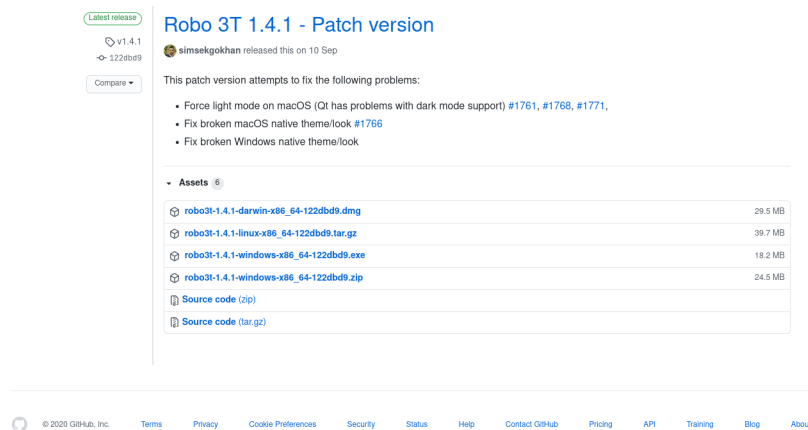 Latest release
v1.4.1
122dbd9
Compare
Robo 3T 1.4.1 - Patch version
simsekgokhan released this on 10 Sep
This patch version attempts to fix the following problems:
Force light mode on macOS (Qt has problems with dark mode support) #1761, #1768, #1771,
Fix broken macOS native theme/look #1766
Fix broken Windows native theme/look
Assets 6
robo3t-1.4.1-darwin-x86_64-122dbd9.dmg 29.5 MB
robo3t-1.4.1-linux-x86_64-122dbd9.tar.gz 39.7 MB
robo3t-1.4.1-windows-x86_64-122dbd9.exe 18.2 MB
robo3t-1.4.1-windows-x86_64-122dbd9.zip 24.5 MB
Source code (zip)
Source code (tar.gz)
© 2020 GitHub, Inc. Terms Privacy Cookie Preferences Security Status Help Contact GitHub Pricing API Training Blog Abou